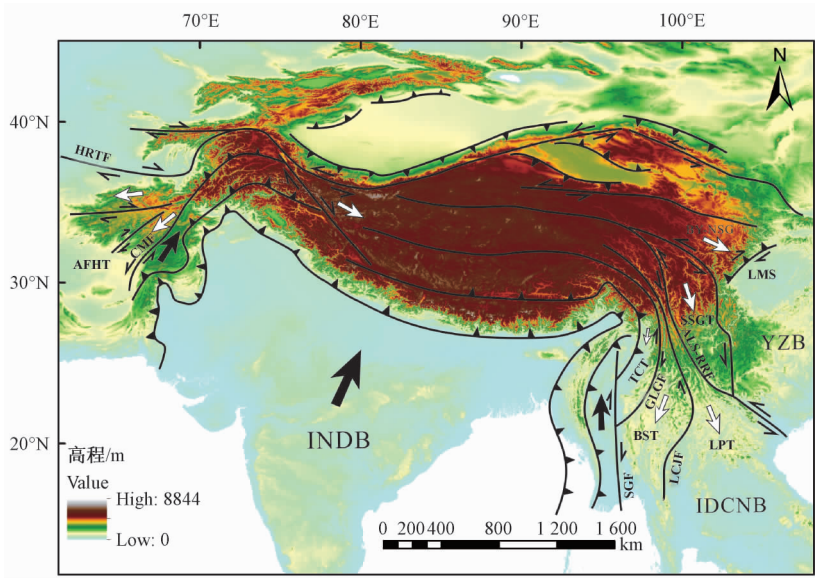 70°E 80°E 90°E 100°E
N
40°N
HRTF
CMF
AFHT
LMS
30°N
SSGT
YZB
TCT
GLGF
INDB
BST
LPT
20°N
SGF
LCJF
IDCNB
高程/m
Value
High: 8844
Low: 0
0 200 400 800 1 200 1 600
km